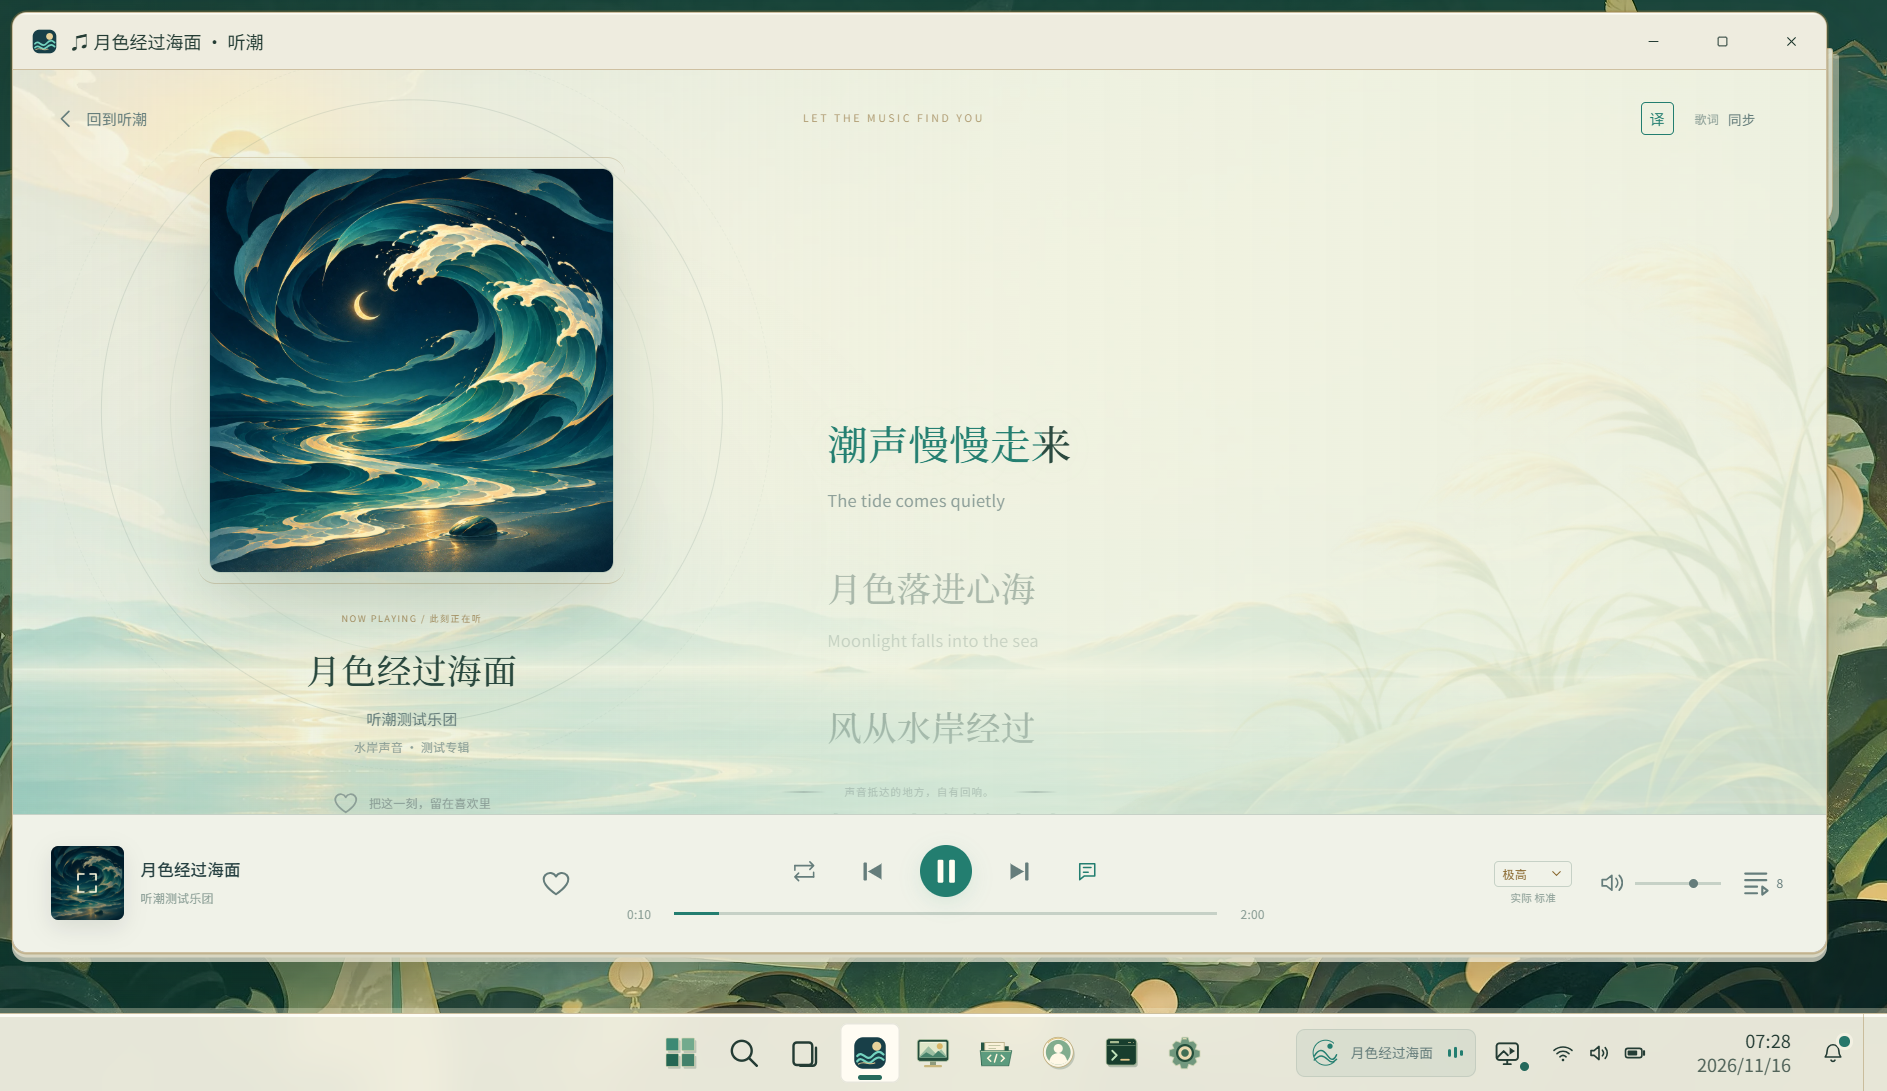 月色经过海面 · 听潮
回到听潮
LET THE MUSIC FIND YOU
译
歌词 同步
潮声慢慢走来
The tide comes quietly
月色落进心海
Moonlight falls into the sea
风从水岸经过
声音抵达的地方，自有回响。
NOW PLAYING / 此刻正在听
月色经过海面
听潮测试乐团
水岸声音 · 测试专辑
把这一刻，留在喜欢里
月色经过海面
听潮测试乐团
0:10
2:00
极高
实际 标准
8
月色经过海面
07:28
2026/11/16